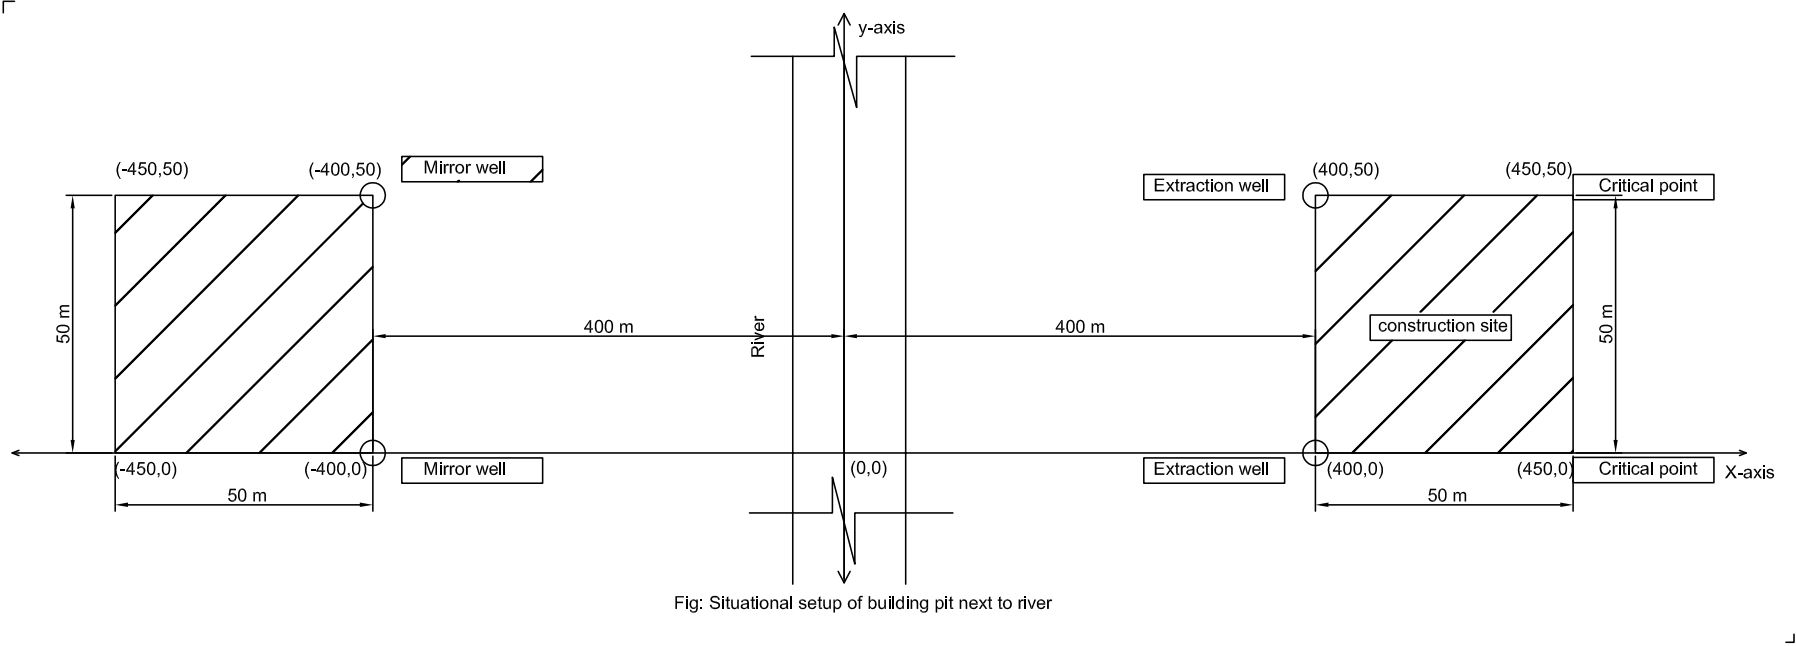 y-axis
(-450,50)
(-400,50)
Mirror well
Extraction well
(400,50)
(450,50)
Critical point
50 m
400 m
River
400 m
construction site
50 m
(-450,0)
(-400,0)
Mirror well
(0,0)
Extraction well
(400,0)
(450,0)
Critical point
X-axis
50 m
50 m
Fig: Situational setup of building pit next to river